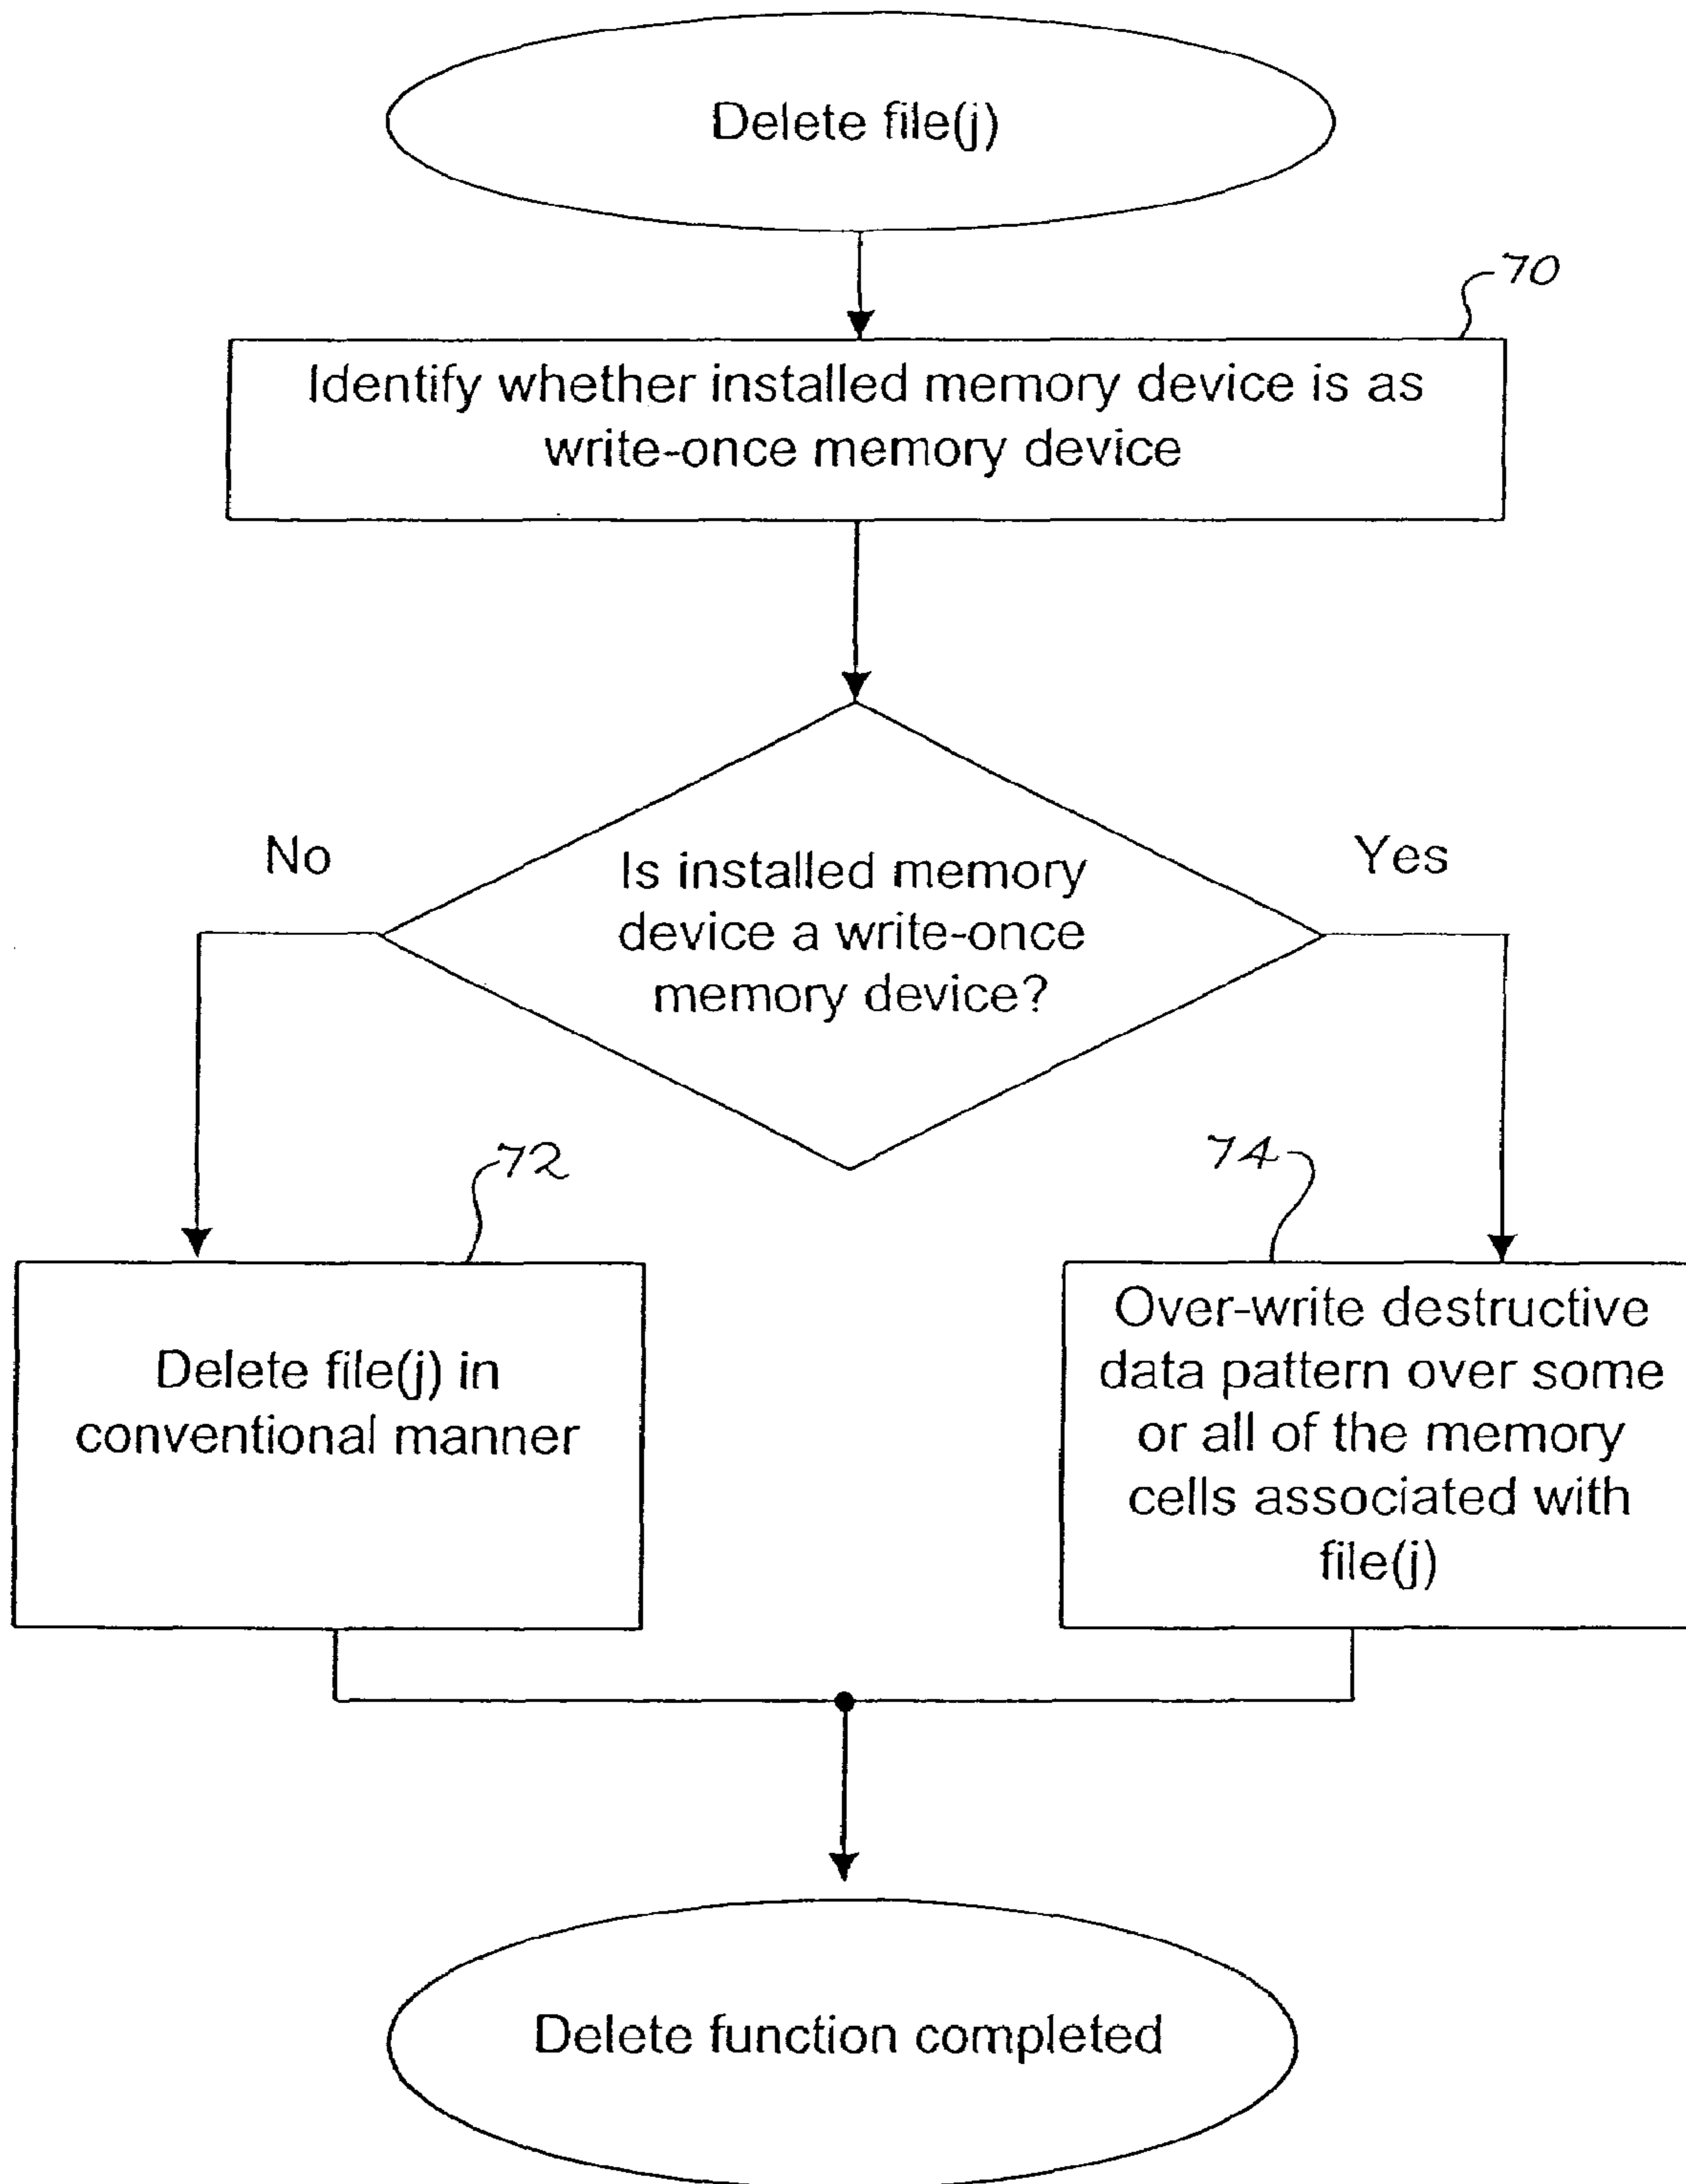 Delete file(j)
70
Identify whether installed memory device is as
write-once memory device
No
Yes
Is installed memory
device a write-once
memory device?
72
74
Delete file(j) in
conventional manner
Over-write destructive
data pattern over some
or all of the memory
cells associated with
file(j)
Delete function completed